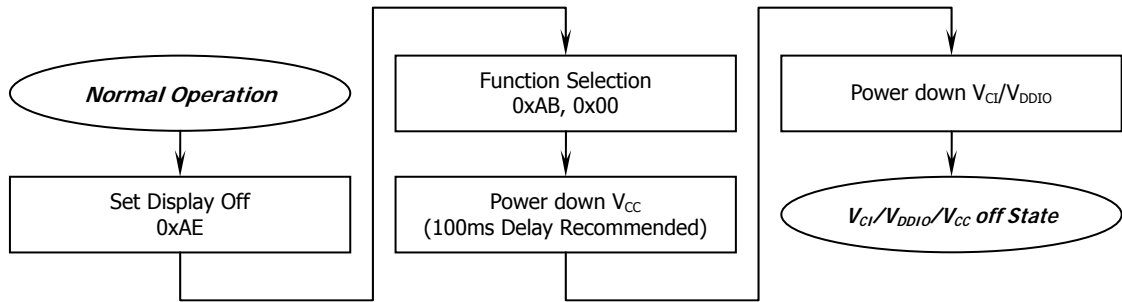 Normal Operation
Set Display Off
0xAE
Function Selection
0xAB, 0x00
Power down VCC
(100ms Delay Recommended)
Power down VCI/VDDIO
VCI/VDDIO/VCC off State